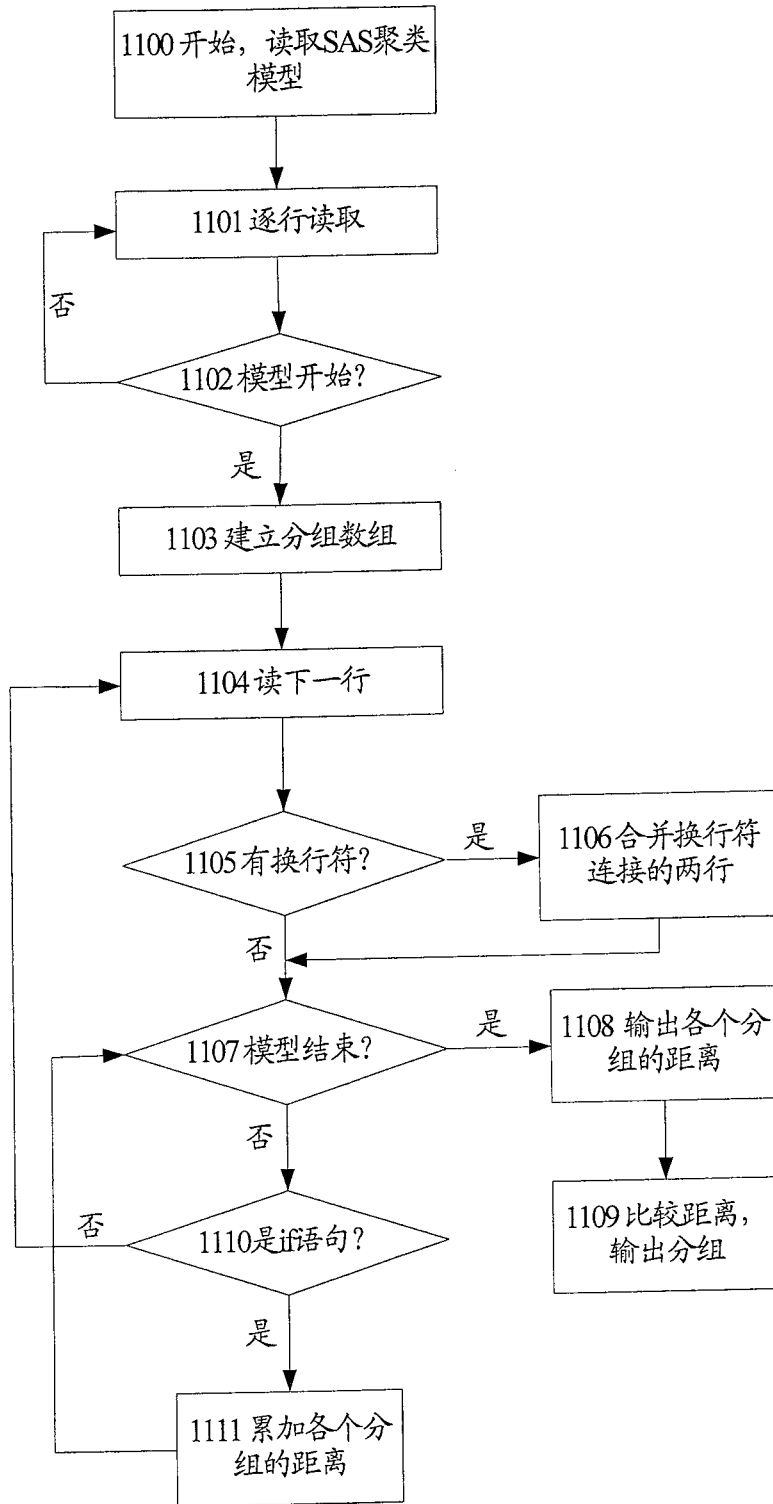 1100 开始，读取SAS聚类
模型
1101 逐行读取
否
1102 模型开始？
是
1103 建立分组数组
1104 读下一行
1105 有换行符？
是
1106 合并换行符
连接的两行
否
1107 模型结束？
是
1108 输出各个分
组的距离
否
1109 比较距离，
输出分组
否
1110是if语句？
是
1111 累加各个分
组的距离